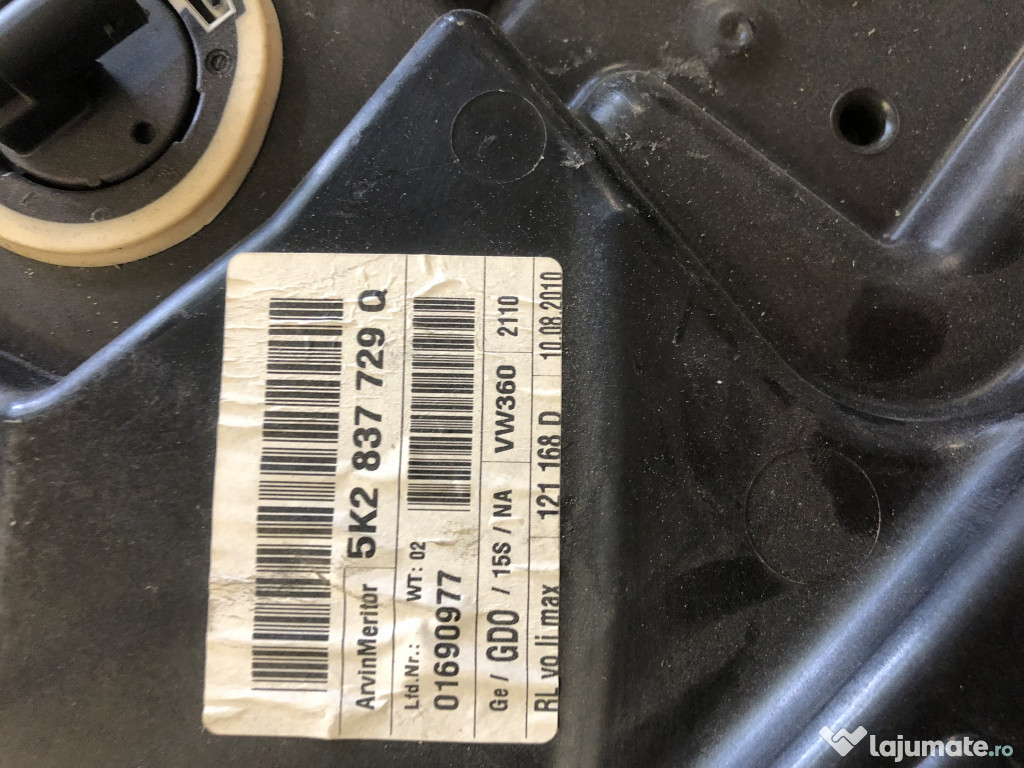 ArvinMeritor 5K2 837 729 Q
Lfd.Nr.: WT: 02
01690977
Ge / GD0 / 15S / NA VW360 2110
RL vo li max 121 168 D 10.08.2010
lajumate.ro